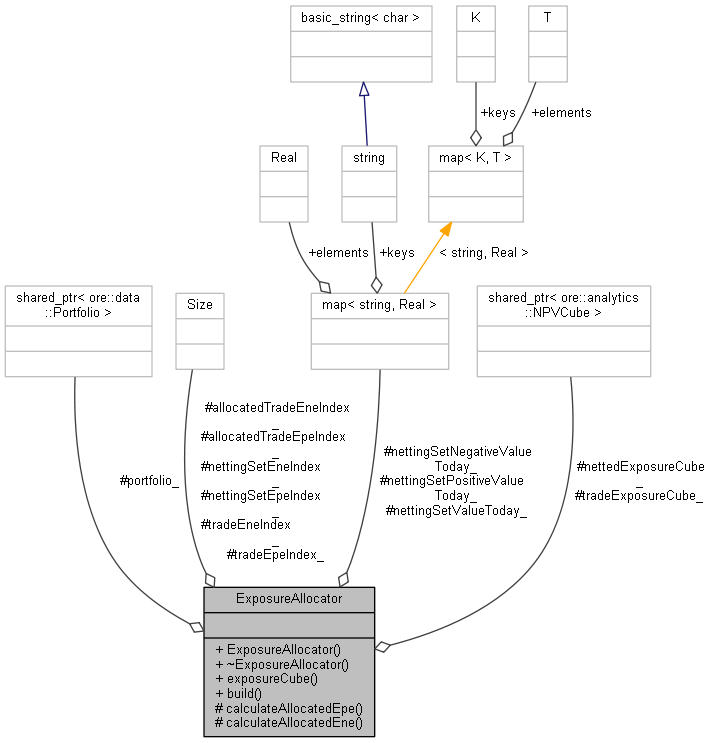 basic_string< char >
K
T
+keys
+elements
Real
string
map< K, T >
+elements
+keys
< string, Real >
shared_ptr< ore::data
::Portfolio >
Size
map< string, Real >
shared_ptr< ore::analytics
::NPVCube >
#portfolio_
#allocatedTradeEneIndex
_
#allocatedTradeEpeIndex
_
#nettingSetEneIndex
_
#nettingSetEpeIndex
_
#tradeEneIndex
_
#tradeEpeIndex_
#nettingSetNegativeValue
Today_
#nettingSetPositiveValue
Today_
#nettingSetValueToday_
#nettedExposureCube
_
#tradeExposureCube_
ExposureAllocator
+ ExposureAllocator()
+ ~ExposureAllocator()
+ exposureCube()
+ build()
# calculateAllocatedEpe()
# calculateAllocatedEne()